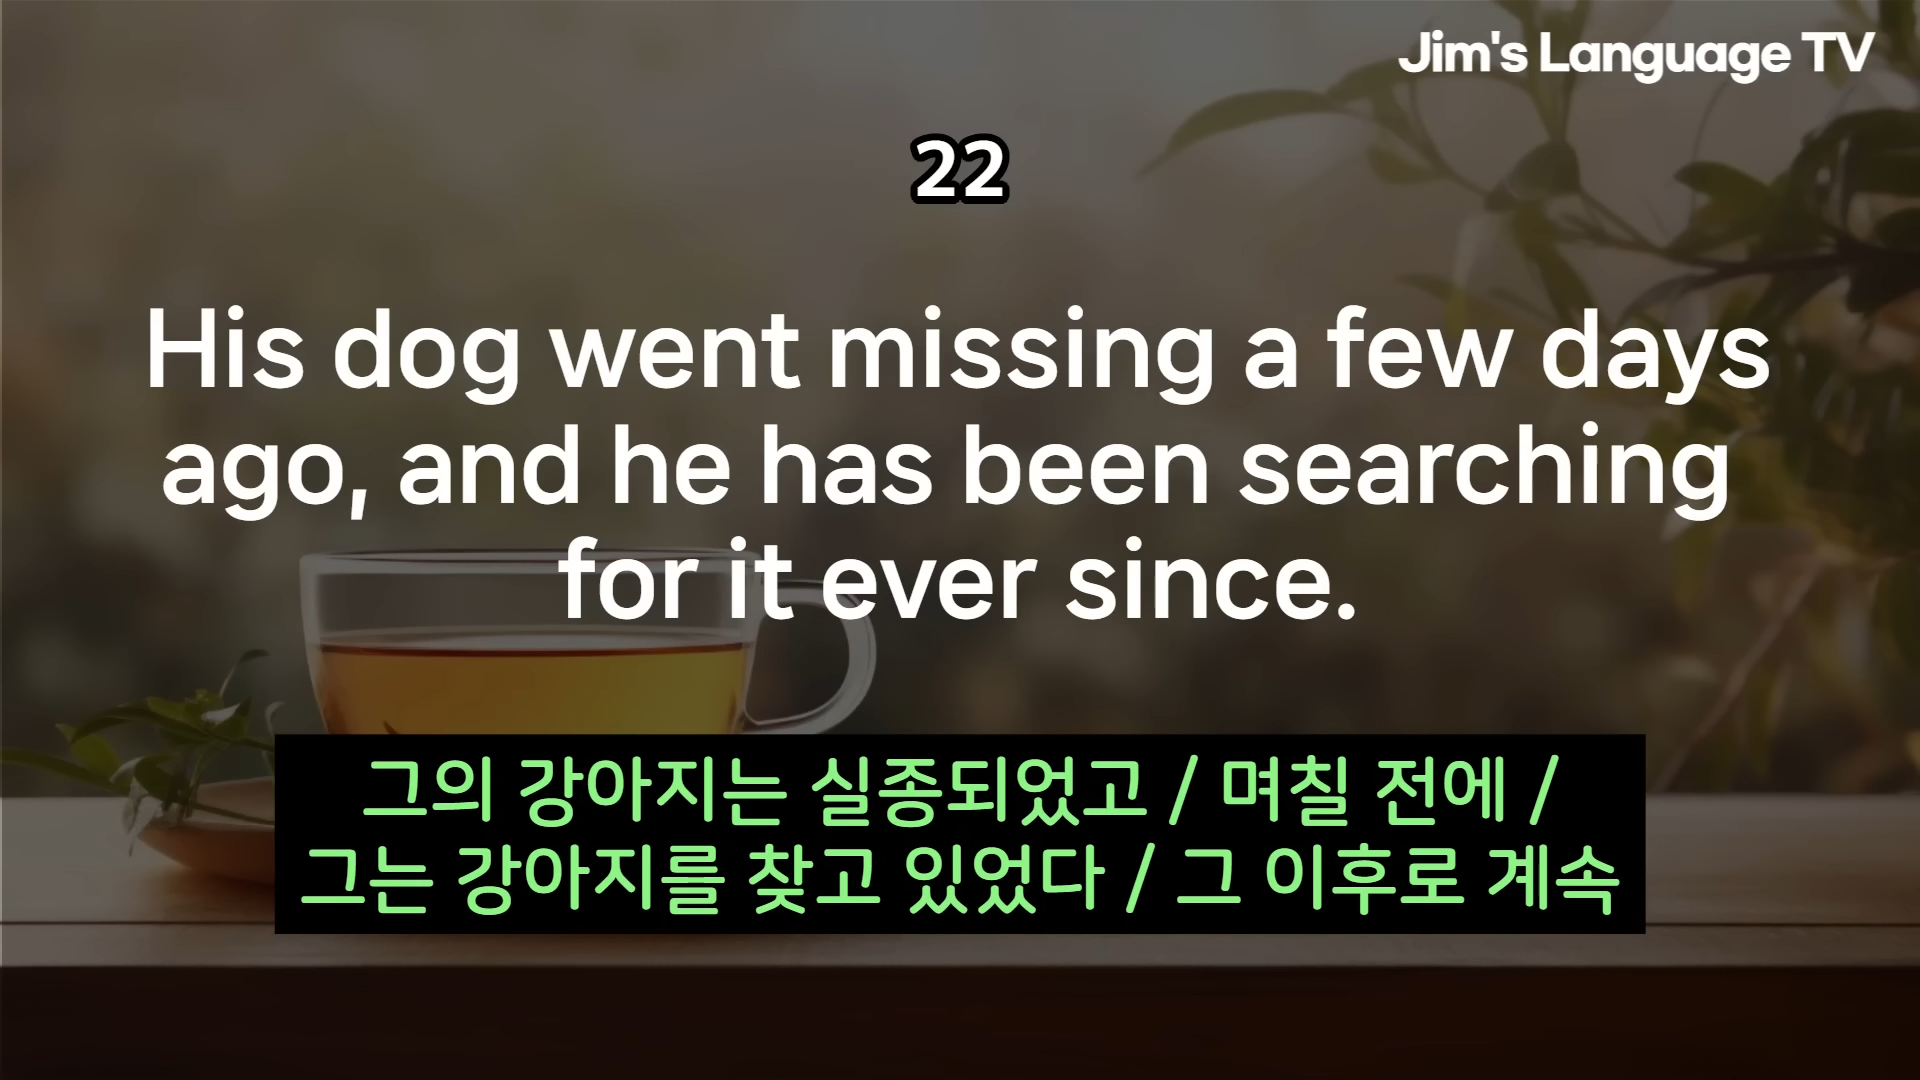 Jim's Language TV
22
His dog went missing a few days
ago, and he has been searching
for it ever since.
그의 강아지는 실종되었고 / 며칠 전에 /
그는 강아지를 찾고 있었다 / 그 이후로 계속